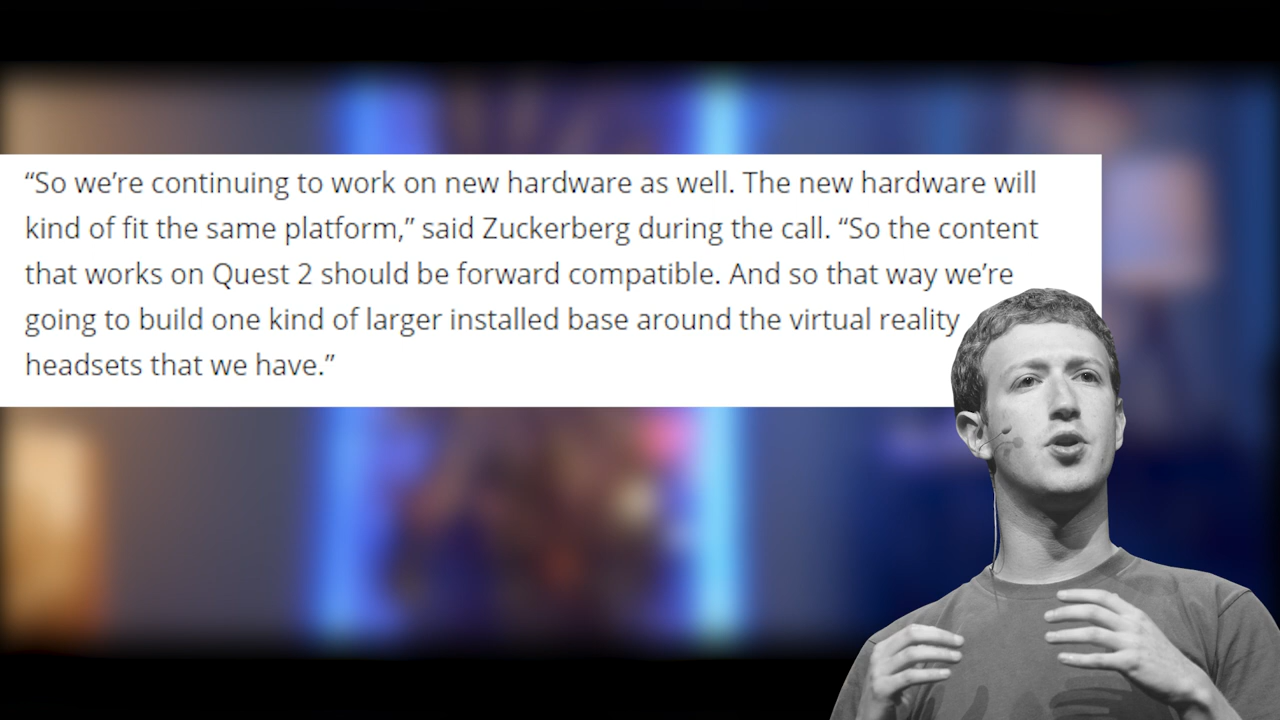 “So we’re continuing to work on new hardware as well. The new hardware will
kind of fit the same platform,” said Zuckerberg during the call. “So the content
that works on Quest 2 should be forward compatible. And so that way we’re
going to build one kind of larger installed base around the virtual reality
headsets that we have.”